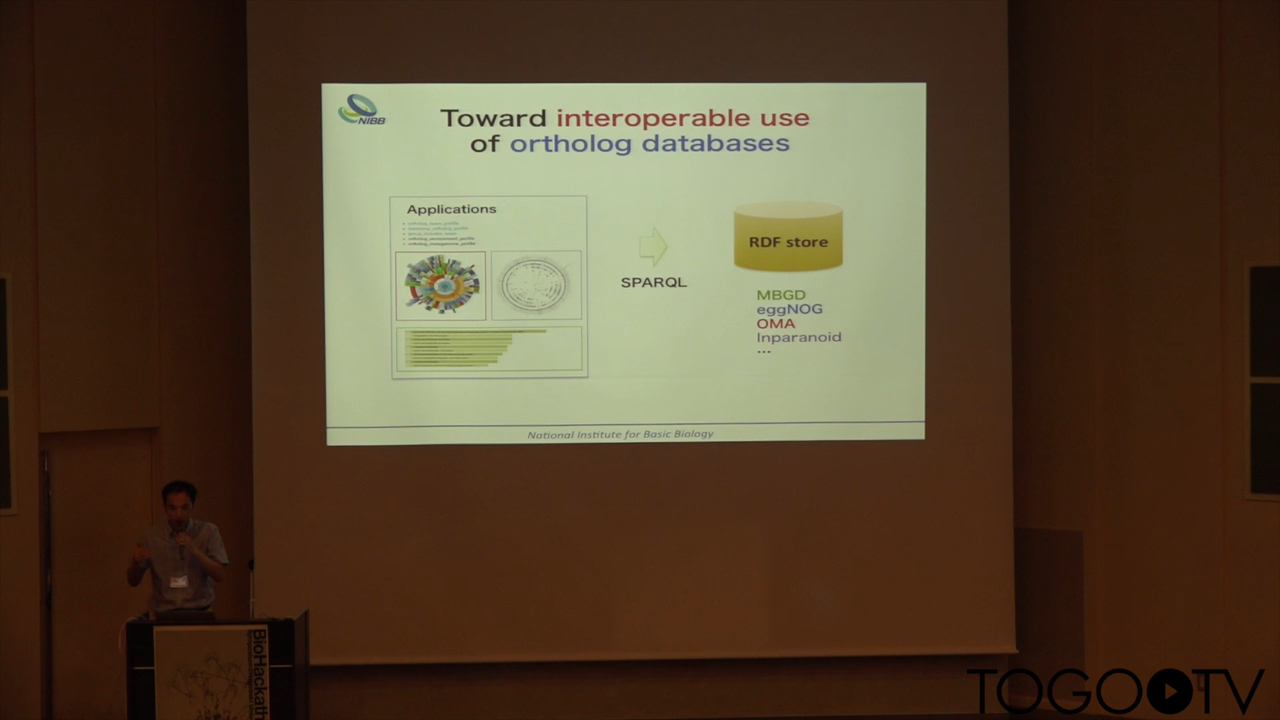 NIBB
Toward interoperable use
of ortholog databases
Applications
SPARQL
RDF store
MBGD
eggNOG
OMA
Inparanoid
...
National Institute for Basic Biology
BioHackath
TOGOTV